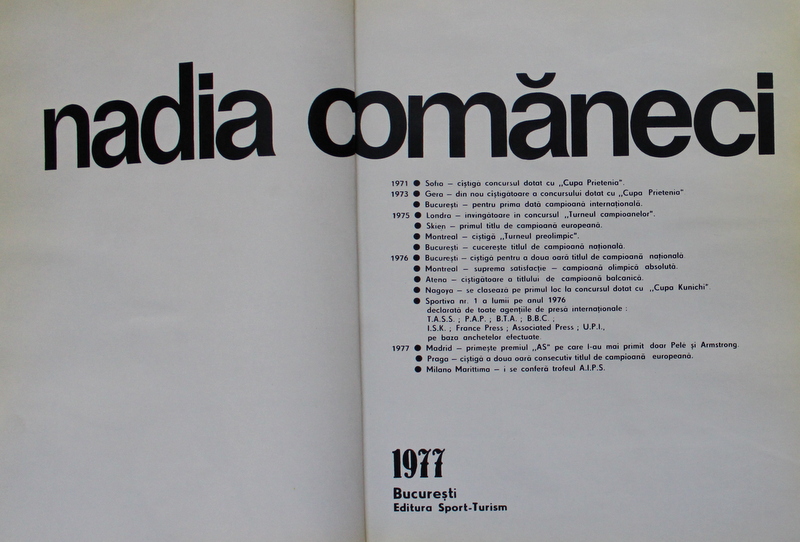 nadia comăneci
1971 ● Sofia – cîștigă concursul dotat cu „Cupa Prietenia".
1973 ● Gera – din nou cîștigătoare a concursului dotat cu „Cupa Prietenia"
● București – pentru prima dată campioană internațională.
1975 ● Londra – învingătoare în concursul „Turneul campioanelor".
● Skien – primul titlu de campioană europeană.
● Montreal – cîștigă „Turneul preolimpic".
● București – cucerește titlul de campioană națională.
1976 ● București – cîștigă pentru a doua oară titlul de campioană națională
● Montreal – suprema satisfacție – campioană olimpică absolută.
● Atena – cîștigătoare a titlului de campioană balcanică.
● Nagoya – se clasează pe primul loc la concursul dotat cu „Cupa Kunichi"
● Sportiva nr. 1 a lumii pe anul 1976
declarată de toate agențiile de presă internaționale :
T.A.S.S. ; P.A.P. ; B.T.A. ; B.B.C. ,
I.S.K. ; France Press ; Associated Press ; U.P.I.,
pe baza anchetelor efectuate.
1977 ● Madrid – primește premiul „AS" pe care l-au mai primit doar Pele și Armstrong.
● Praga – cîștigă a doua oară consecutiv titlul de campioană europeană.
● Milano Marittima – i se conferă trofeul A.I.P.S.
1977
București
Editura Sport-Turism